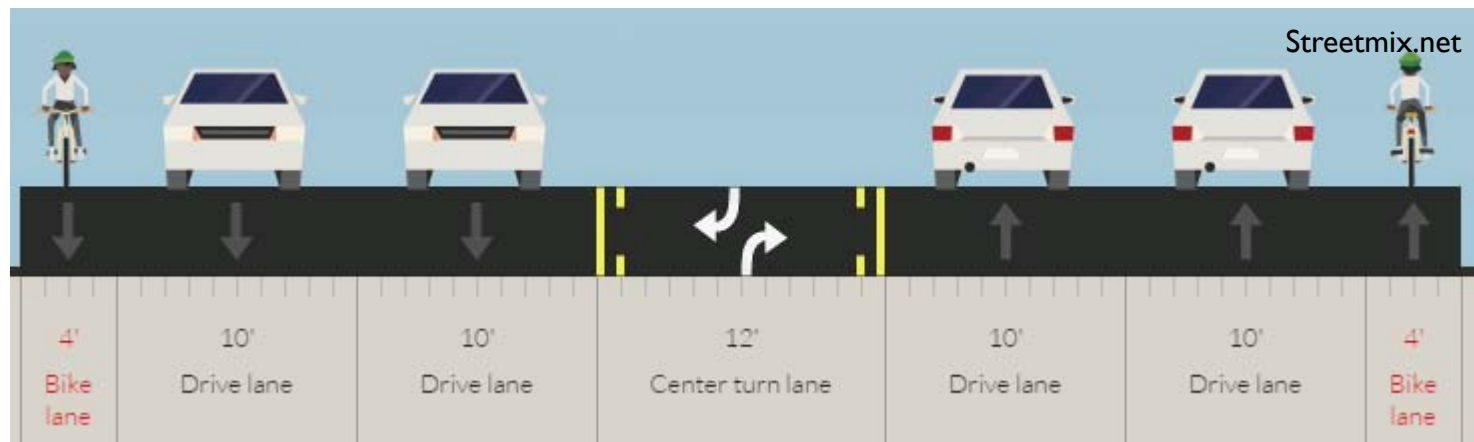 Streetmix.net
4' 10' 10' 12' 10' 10' 4'
Bike Drive lane Drive lane Center turn lane Drive lane Drive lane Bike
lane lane